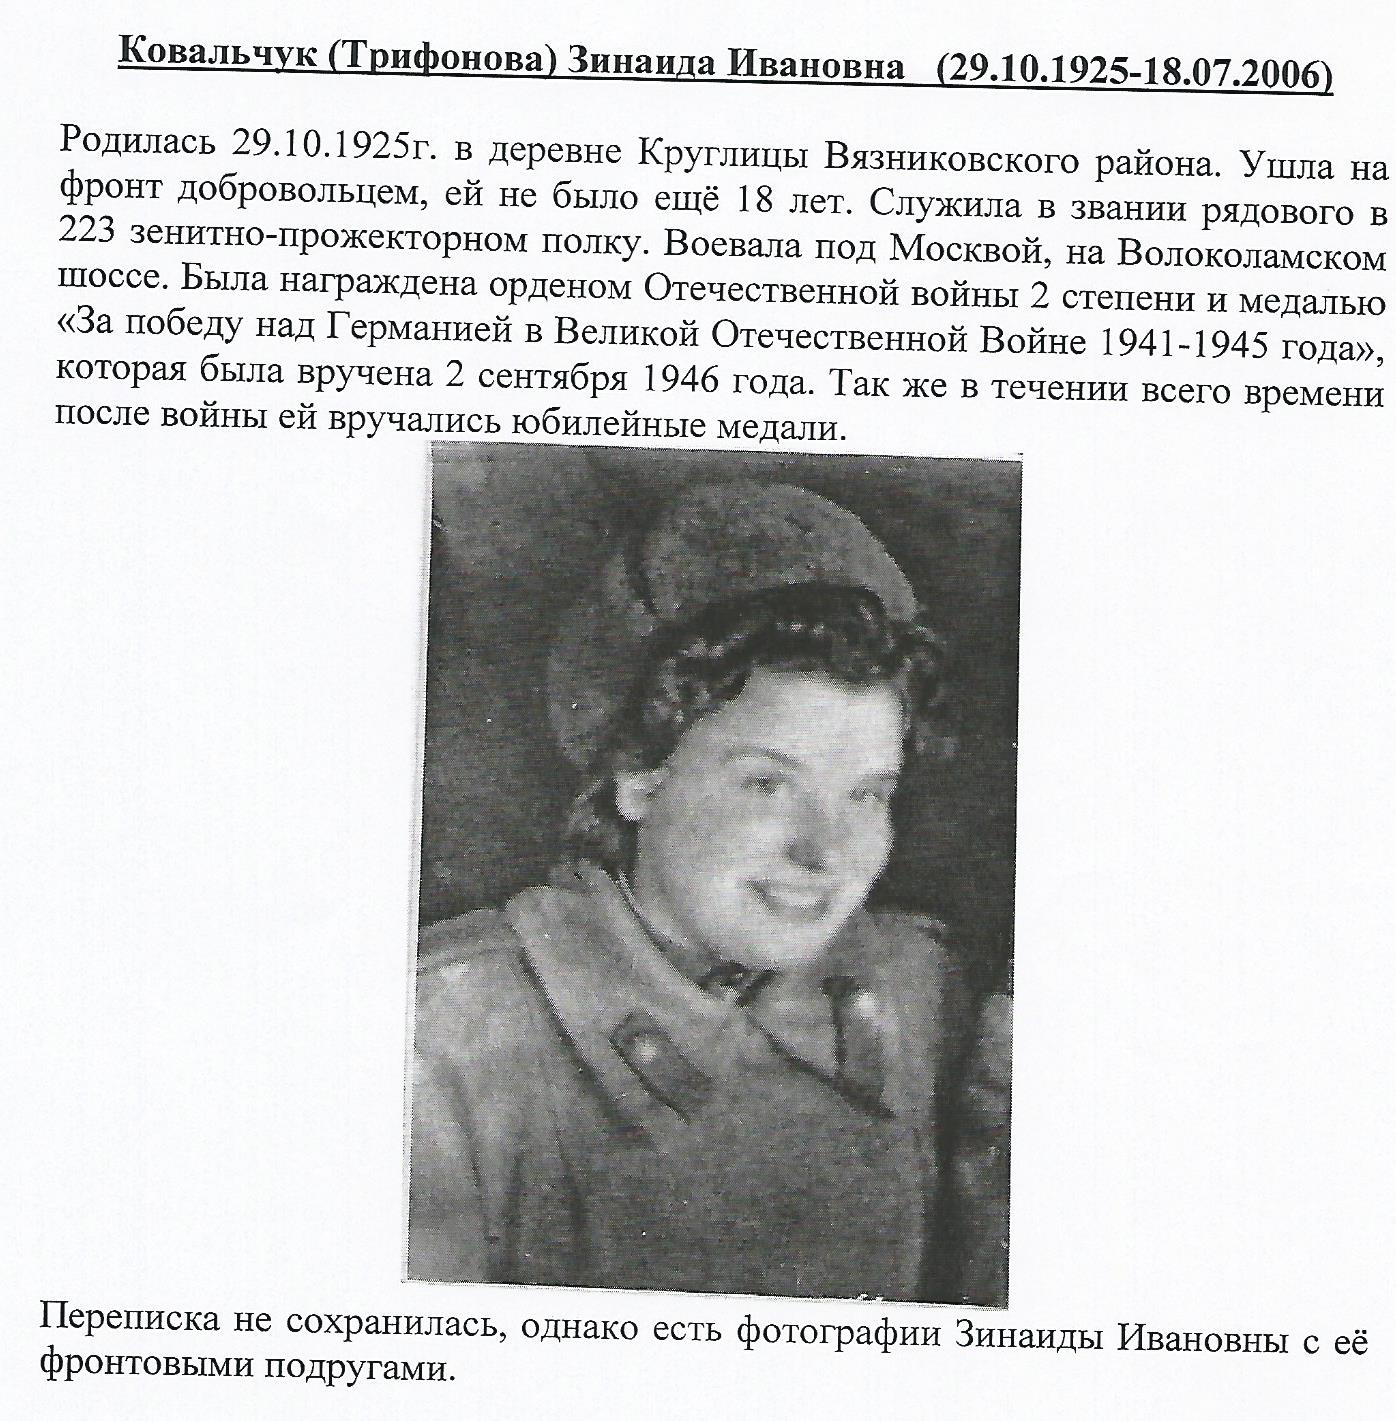 Ковальчук (Трифонова) Зинаида Ивановна (29.10.1925-18.07.2006)
Родилась 29.10.1925г. в деревне Круглицы Вязниковского района. Ушла на
фронт добровольцем, ей не было ещё 18 лет. Служила в звании рядового в
223 зенитно-прожекторном полку. Воевала под Москвой, на Волоколамском
шоссе. Была награждена орденом Отечественной войны 2 степени и медалью
«За победу над Германией в Великой Отечественной Войне 1941-1945 года»,
которая была вручена 2 сентября 1946 года. Так же в течении всего времени
после войны ей вручались юбилейные медали.
Переписка не сохранилась, однако есть фотографии Зинаиды Ивановны с её
фронтовыми подругами.